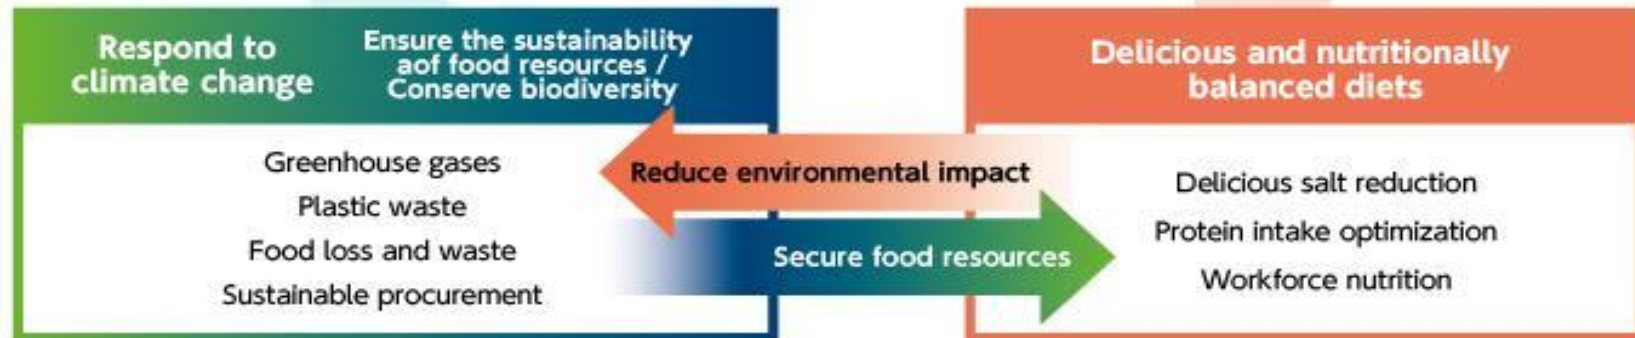 Respond to
climate change
Ensure the sustainability
aof food resources /
Conserve biodiversity
Greenhouse gases
Plastic waste
Food loss and waste
Sustainable procurement
Reduce environmental impact
Secure food resources
Delicious and nutritionally
balanced diets
Delicious salt reduction
Protein intake optimization
Workforce nutrition